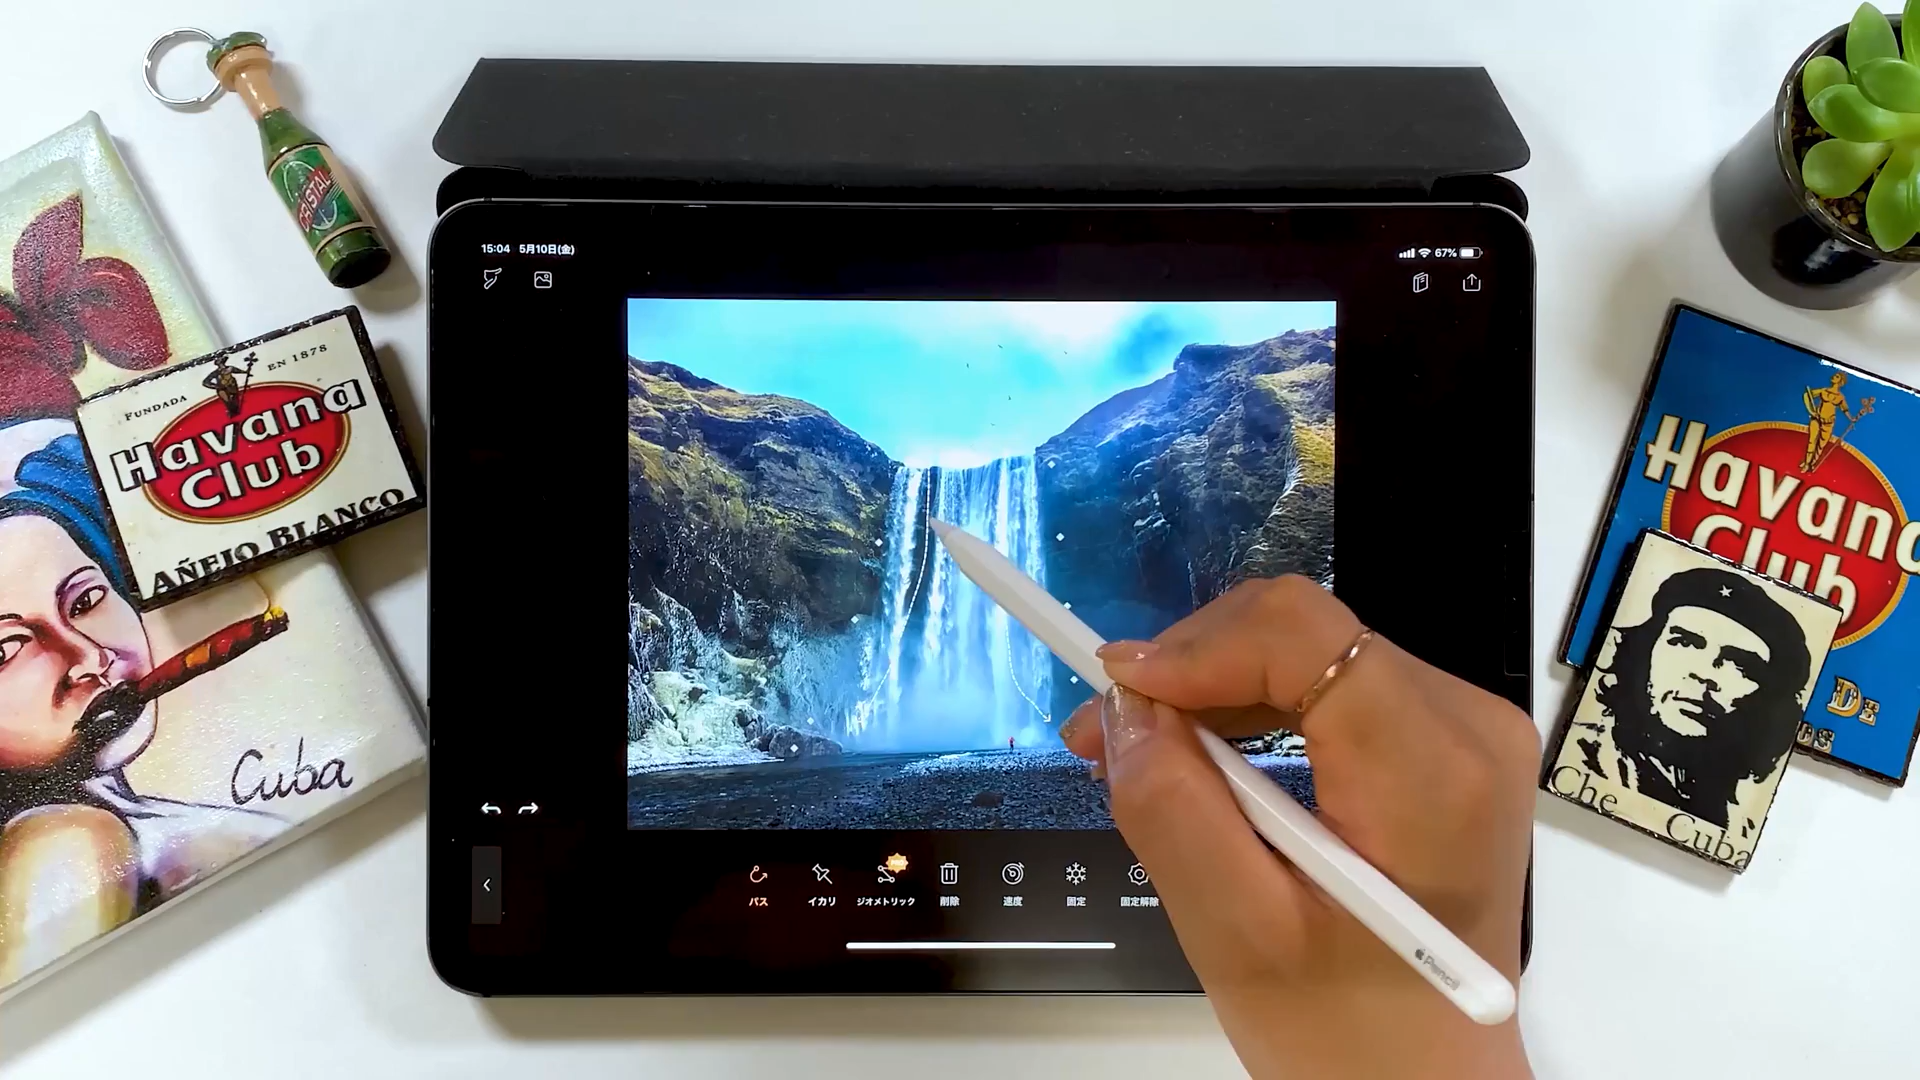 CRISTAL
FUNDADA
EN 1878
Havana
Club
AÑEJO BLANCO
Cuba
15:04 5月10日(金)
67%
パス
イカリ
ジオメトリック
削除
速度
固定
固定解除
Pencil
Havana
Club
DE
Che
Cuba